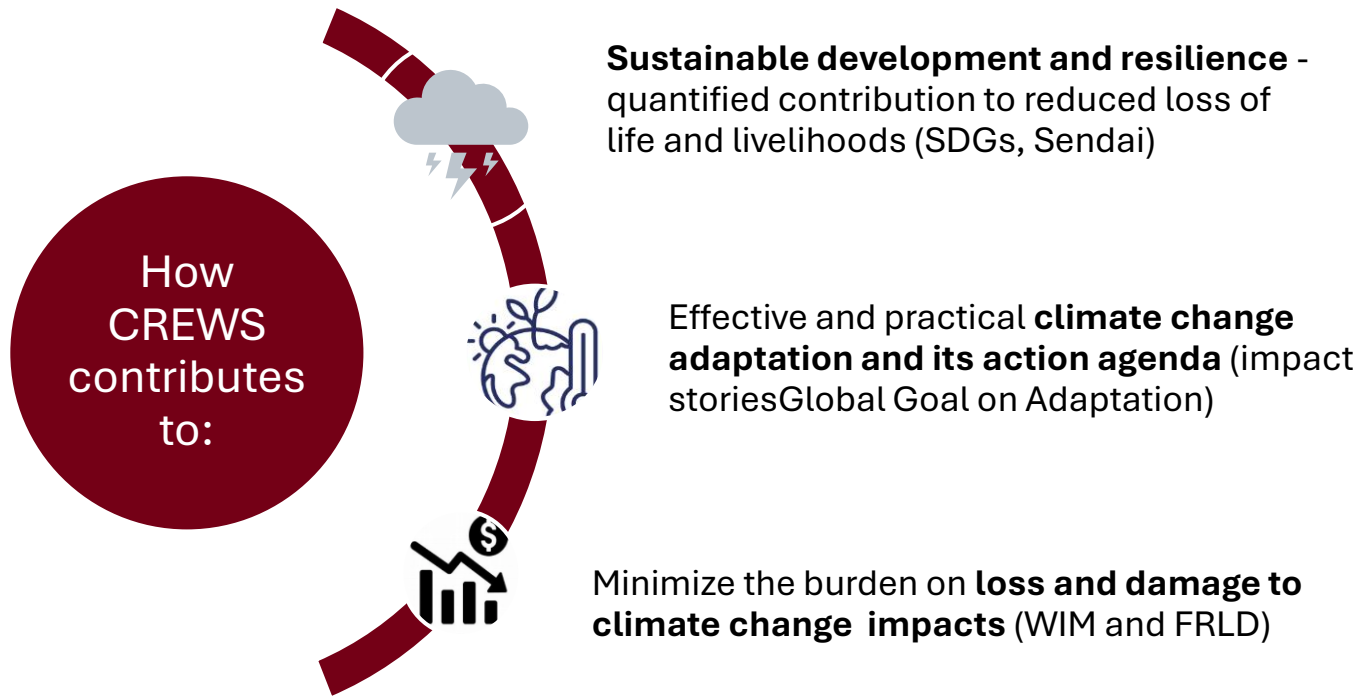 How
CREWS
contributes
to:
Sustainable development and resilience -
quantified contribution to reduced loss of
life and livelihoods (SDGs, Sendai)
Effective and practical climate change
adaptation and its action agenda (impact
storiesGlobal Goal on Adaptation)
$
Minimize the burden on loss and damage to
climate change  impacts (WIM and FRLD)